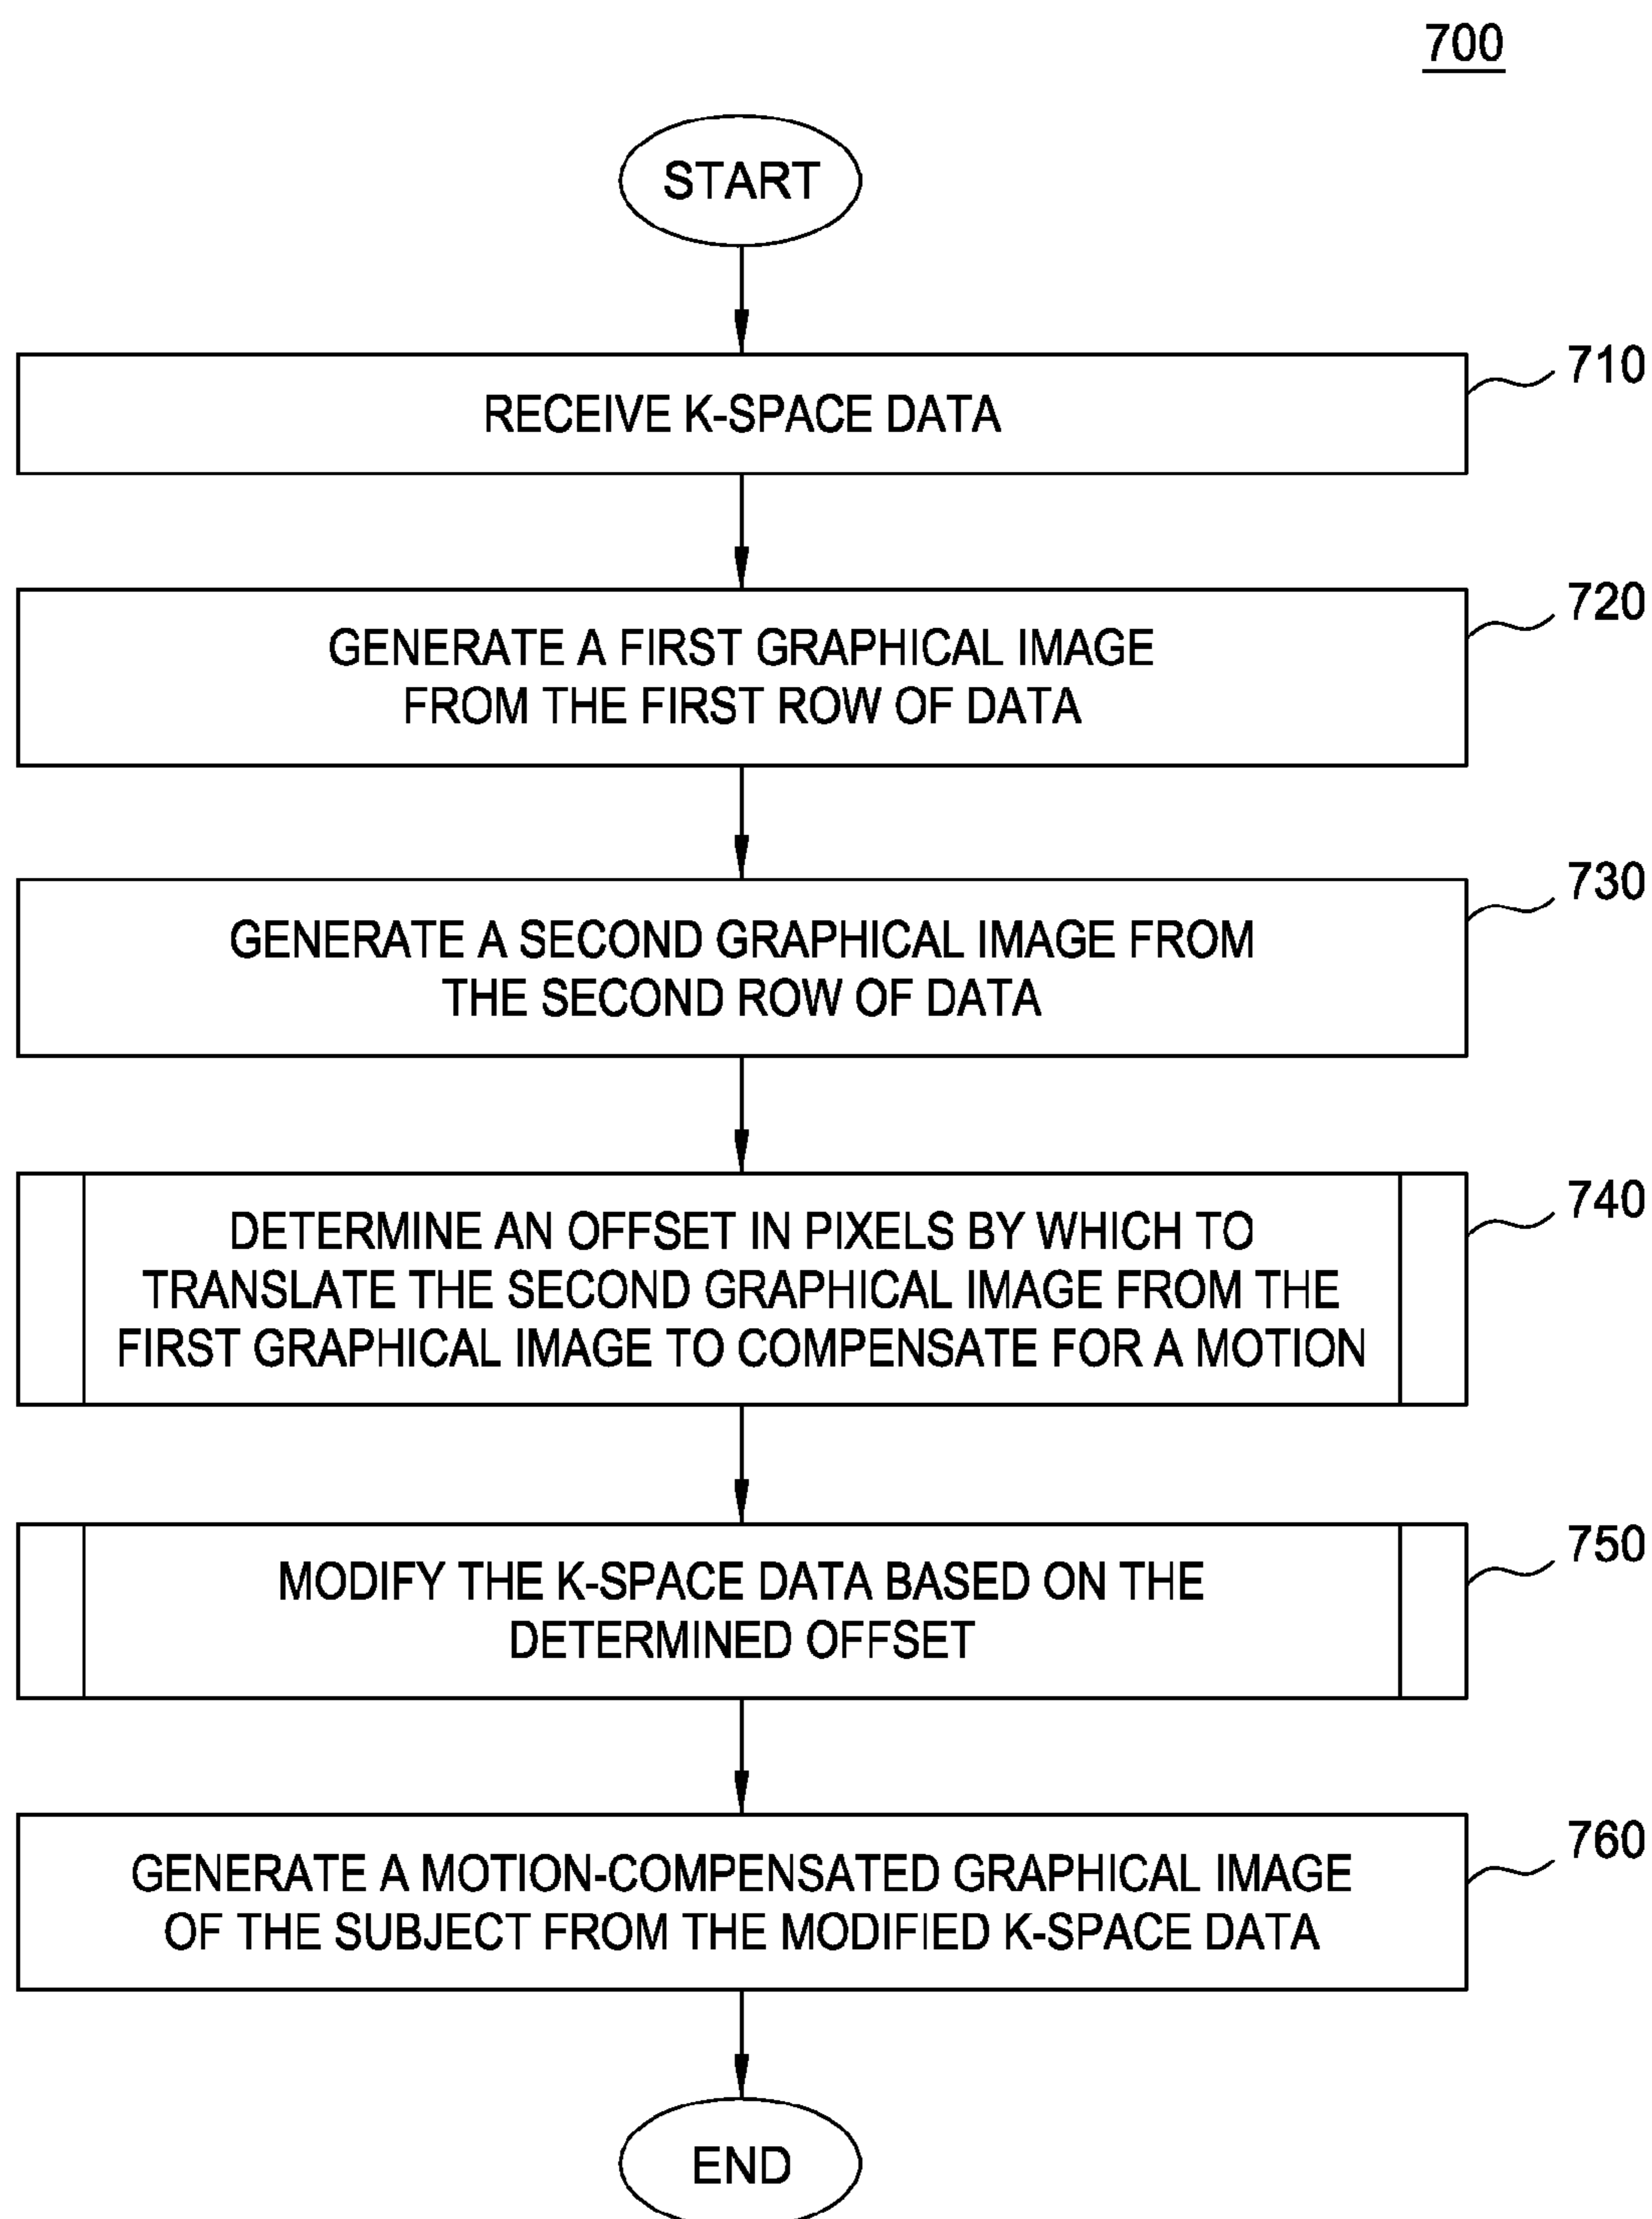 700
START
710
RECEIVE K-SPACE DATA
720
GENERATE A FIRST GRAPHICAL IMAGE
FROM THE FIRST ROW OF DATA
730
GENERATE A SECOND GRAPHICAL IMAGE FROM
THE SECOND ROW OF DATA
740
DETERMINE AN OFFSET IN PIXELS BY WHICH TO
TRANSLATE THE SECOND GRAPHICAL IMAGE FROM THE
FIRST GRAPHICAL IMAGE TO COMPENSATE FOR A MOTION
750
MODIFY THE K-SPACE DATA BASED ON THE
DETERMINED OFFSET
760
GENERATE A MOTION-COMPENSATED GRAPHICAL IMAGE
OF THE SUBJECT FROM THE MODIFIED K-SPACE DATA
END